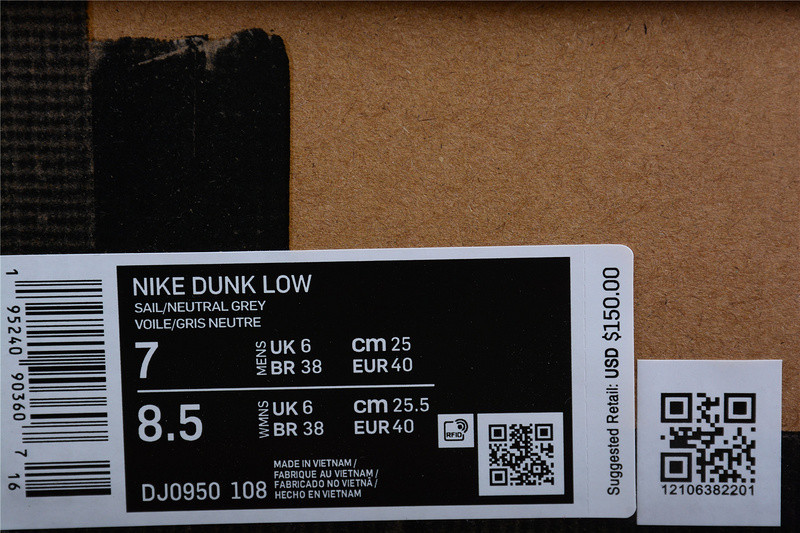 1 95240 90360 7 16
NIKE DUNK LOW
SAIL/NEUTRAL GREY
VOILE/GRIS NEUTRE
7 MENS UK 6 cm 25
BR 38 EUR 40
8.5 WMNS UK 6 cm 25.5
BR 38 EUR 40
RFID
DJ0950 108
MADE IN VIETNAM /
FABRIQUE AU VIETNAM /
FABRICADO NO VIETNÃ /
HECHO EN VIETNAM
Suggested Retail: USD $150.00
12106382201